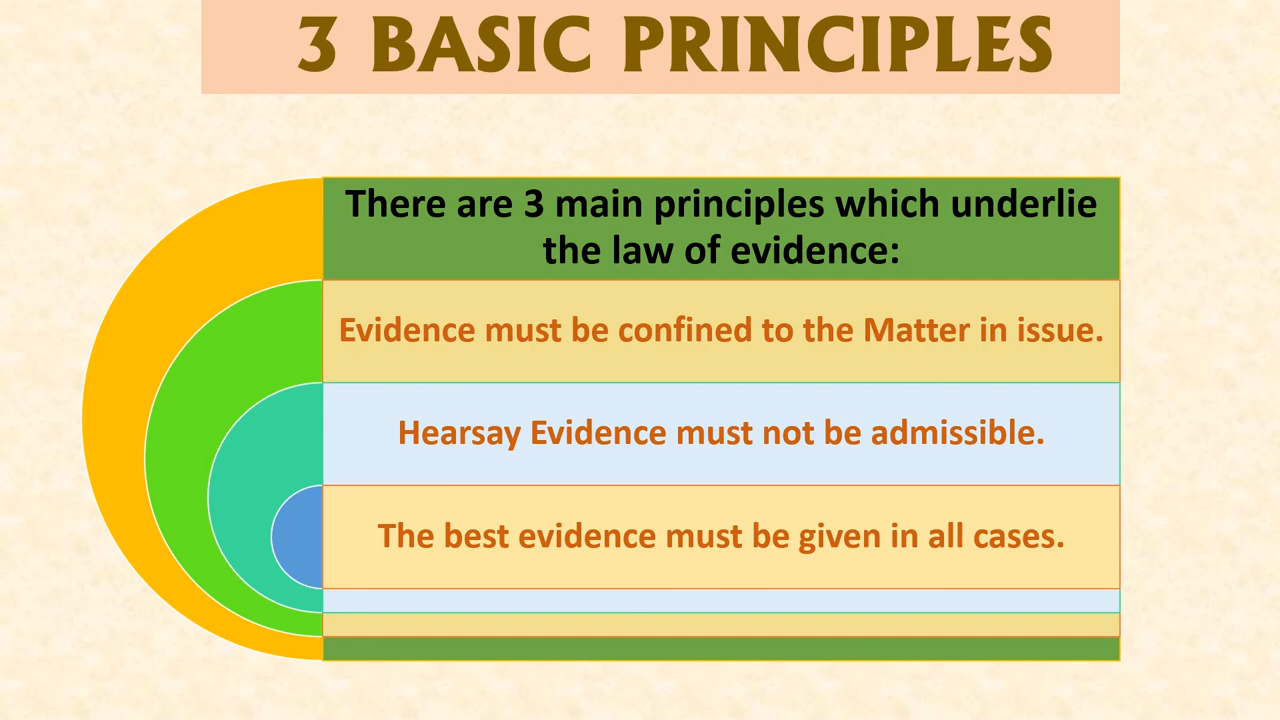 3 BASIC PRINCIPLES
There are 3 main principles which underlie
the law of evidence:
Evidence must be confined to the Matter in issue.
Hearsay Evidence must not be admissible.
The best evidence must be given in all cases.